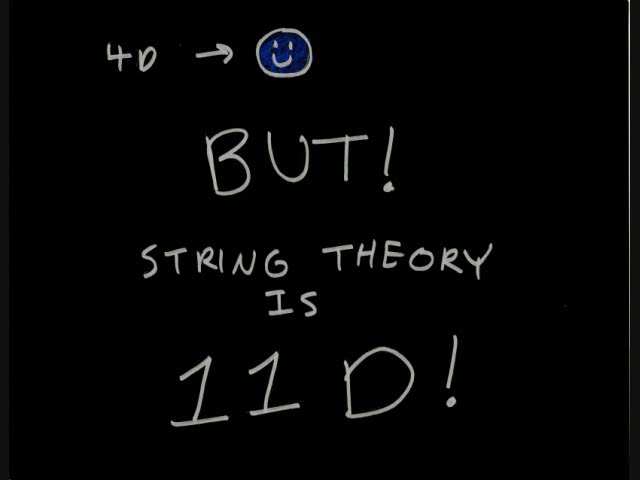 4D →
BUT!
STRING THEORY
IS
11 D!